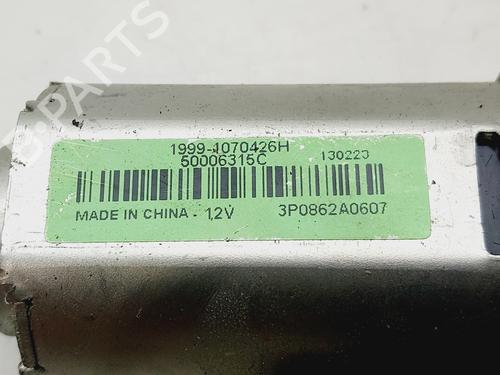 1999-1070426H
50006315C
130223
MADE IN CHINA - 12V
3P0862A0607
B-PARTS